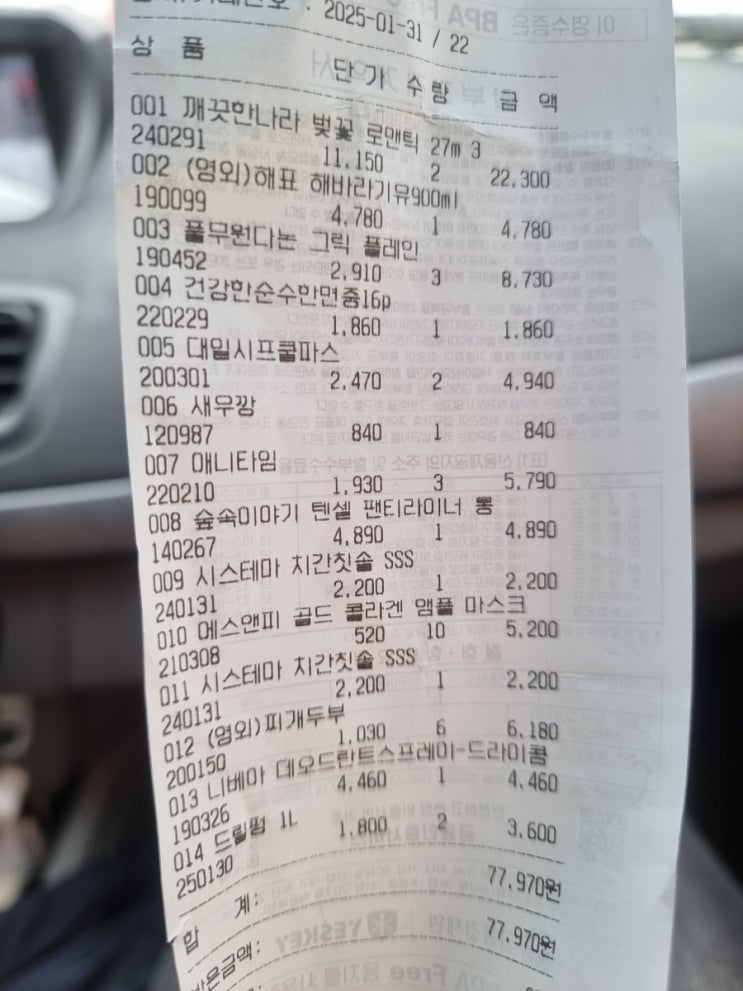 : 2025-01-31 / 22
상 품 단 가 수 량 금 액
001 깨끗한나라 벚꽃 로맨틱 27m 3
240291 11,150 2 22,300
002 (영외)해표 해바라기유900ml
190099 4,780 1 4,780
003 풀무원다논 그릭 플레인
190452 2,910 3 8,730
004 건강한순수한면중16p
220229 1,860 1 1,860
005 대일시프쿨파스
200301 2,470 2 4,940
006 새우깡
120987 840 1 840
007 애니타임
220210 1,930 3 5,790
008 숲속이야기 텐셀 팬티라이너 롱
140267 4,890 1 4,890
009 시스테마 치간칫솔 SSS
240131 2,200 1 2,200
010 메스앤피 골드 콜라겐 앰플 마스크
210308 520 10 5,200
011 시스테마 치간칫솔 SSS
240131 2,200 1 2,200
012 (영외)찌개두부
200150 1,030 6 6,180
013 니베아 데오드란트스프레이-드라이콤
190326 4,460 1 4,460
014 드림펑 1L
250130 1,800 2 3,600
합 계: 77,970원
받은금액: 77,970원